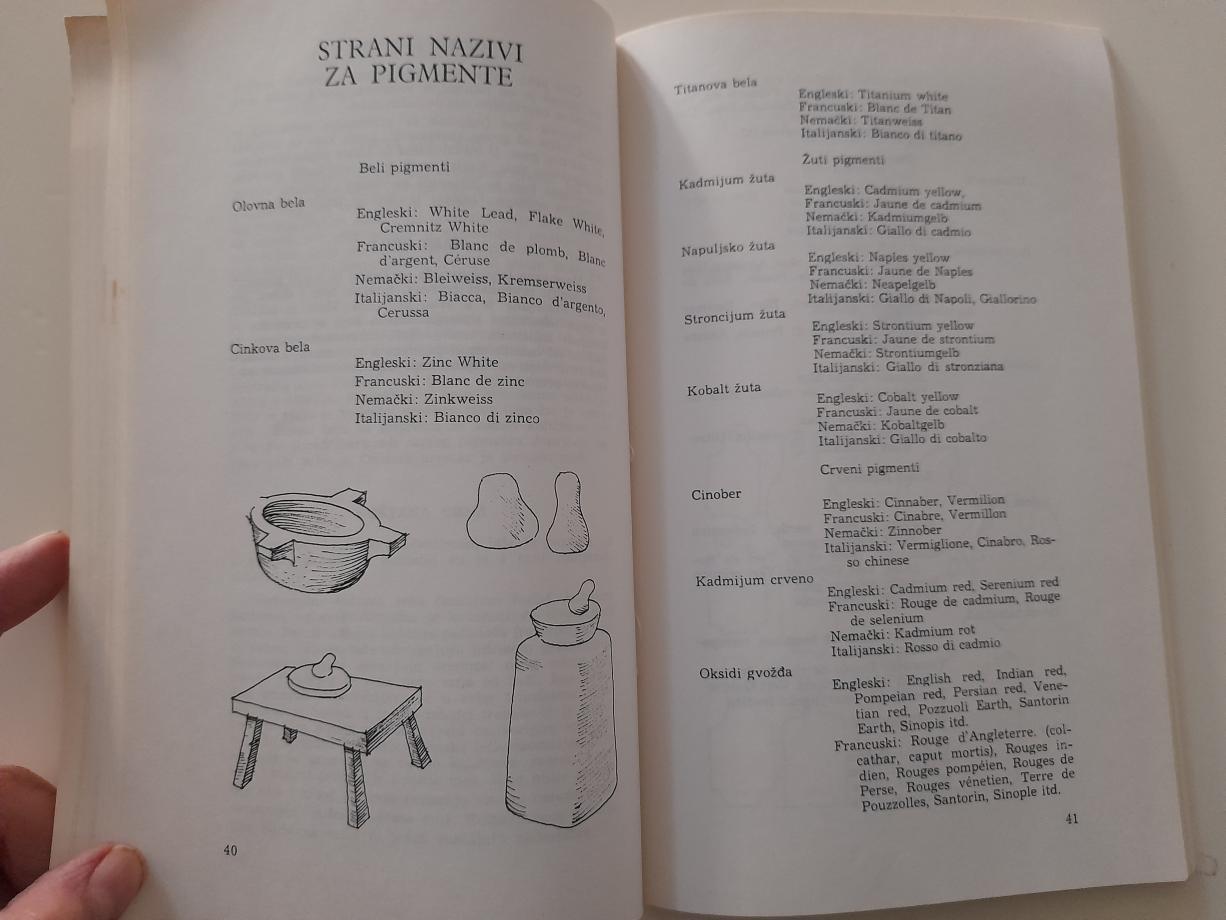 STRANI NAZIVI
ZA PIGMENTE
Beli pigmenti
Olovna bela
Engleski: White Lead, Flake White,
Cremnitz White
Francuski: Blanc de plomb, Blanc
d'argent, Céruse
Nemački: Bleiweiss, Kremserweiss
Italijanski: Biacca, Bianco d'argento,
Cerussa
Cinkova bela
Engleski: Zinc White
Francuski: Blanc de zinc
Nemački: Zinkweiss
Italijanski: Bianco di zinco
40
Titanova bela
Engleski: Titanium white
Francuski: Blanc de Titan
Nemački: Titanweiss
Italijanski: Bianco di titano
Žuti pigmenti
Kadmijum žuta
Engleski: Cadmium yellow,
Francuski: Jaune de cadmium
Nemački: Kadmiumgelb
Italijanski: Giallo di cadmio
Napuljsko žuta
Engleski: Naples yellow
Francuski: Jaune de Naples
Nemački: Neapelgelb
Italijanski: Giallo di Napoli, Giallorino
Stroncijum žuta
Engleski: Strontium yellow
Francuski: Jaune de strontium
Nemački: Strontiumgelb
Italijanski: Giallo di stronziana
Kobalt žuta
Engleski: Cobalt yellow
Francuski: Jaune de cobalt
Nemački: Kobaltgelb
Italijanski: Giallo di cobalto
Crveni pigmenti
Cinober
Engleski: Cinnaber, Vermilion
Francuski: Cinabre, Vermillon
Nemački: Zinnober
Italijanski: Vermiglione, Cinabro, Ros-
so chinese
Kadmijum crveno
Engleski: Cadmium red, Serenium red
Francuski: Rouge de cadmium, Rouge
de selenium
Nemački: Kadmium rot
Italijanski: Rosso di cadmio
Oksidi gvožđa
Engleski: English red, Indian red,
Pompeian red, Persian red, Vene-
tian red, Pozzuoli Earth, Santorin
Earth, Sinopis itd.
Francuski: Rouge d'Angleterre. (col-
cathar, caput mortis), Rouges in-
dien, Rouges pompéien, Rouges de
Perse, Rouges vénetien, Terre de
Pouzzolles, Santorin, Sinople itd.
41